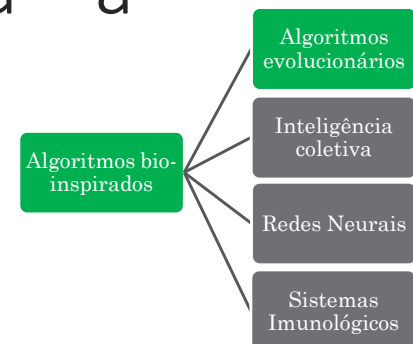 Algoritmos
evolucionários
Inteligência
coletiva
Algoritmos bio-
inspirados
Redes Neurais
Sistemas
Imunológicos